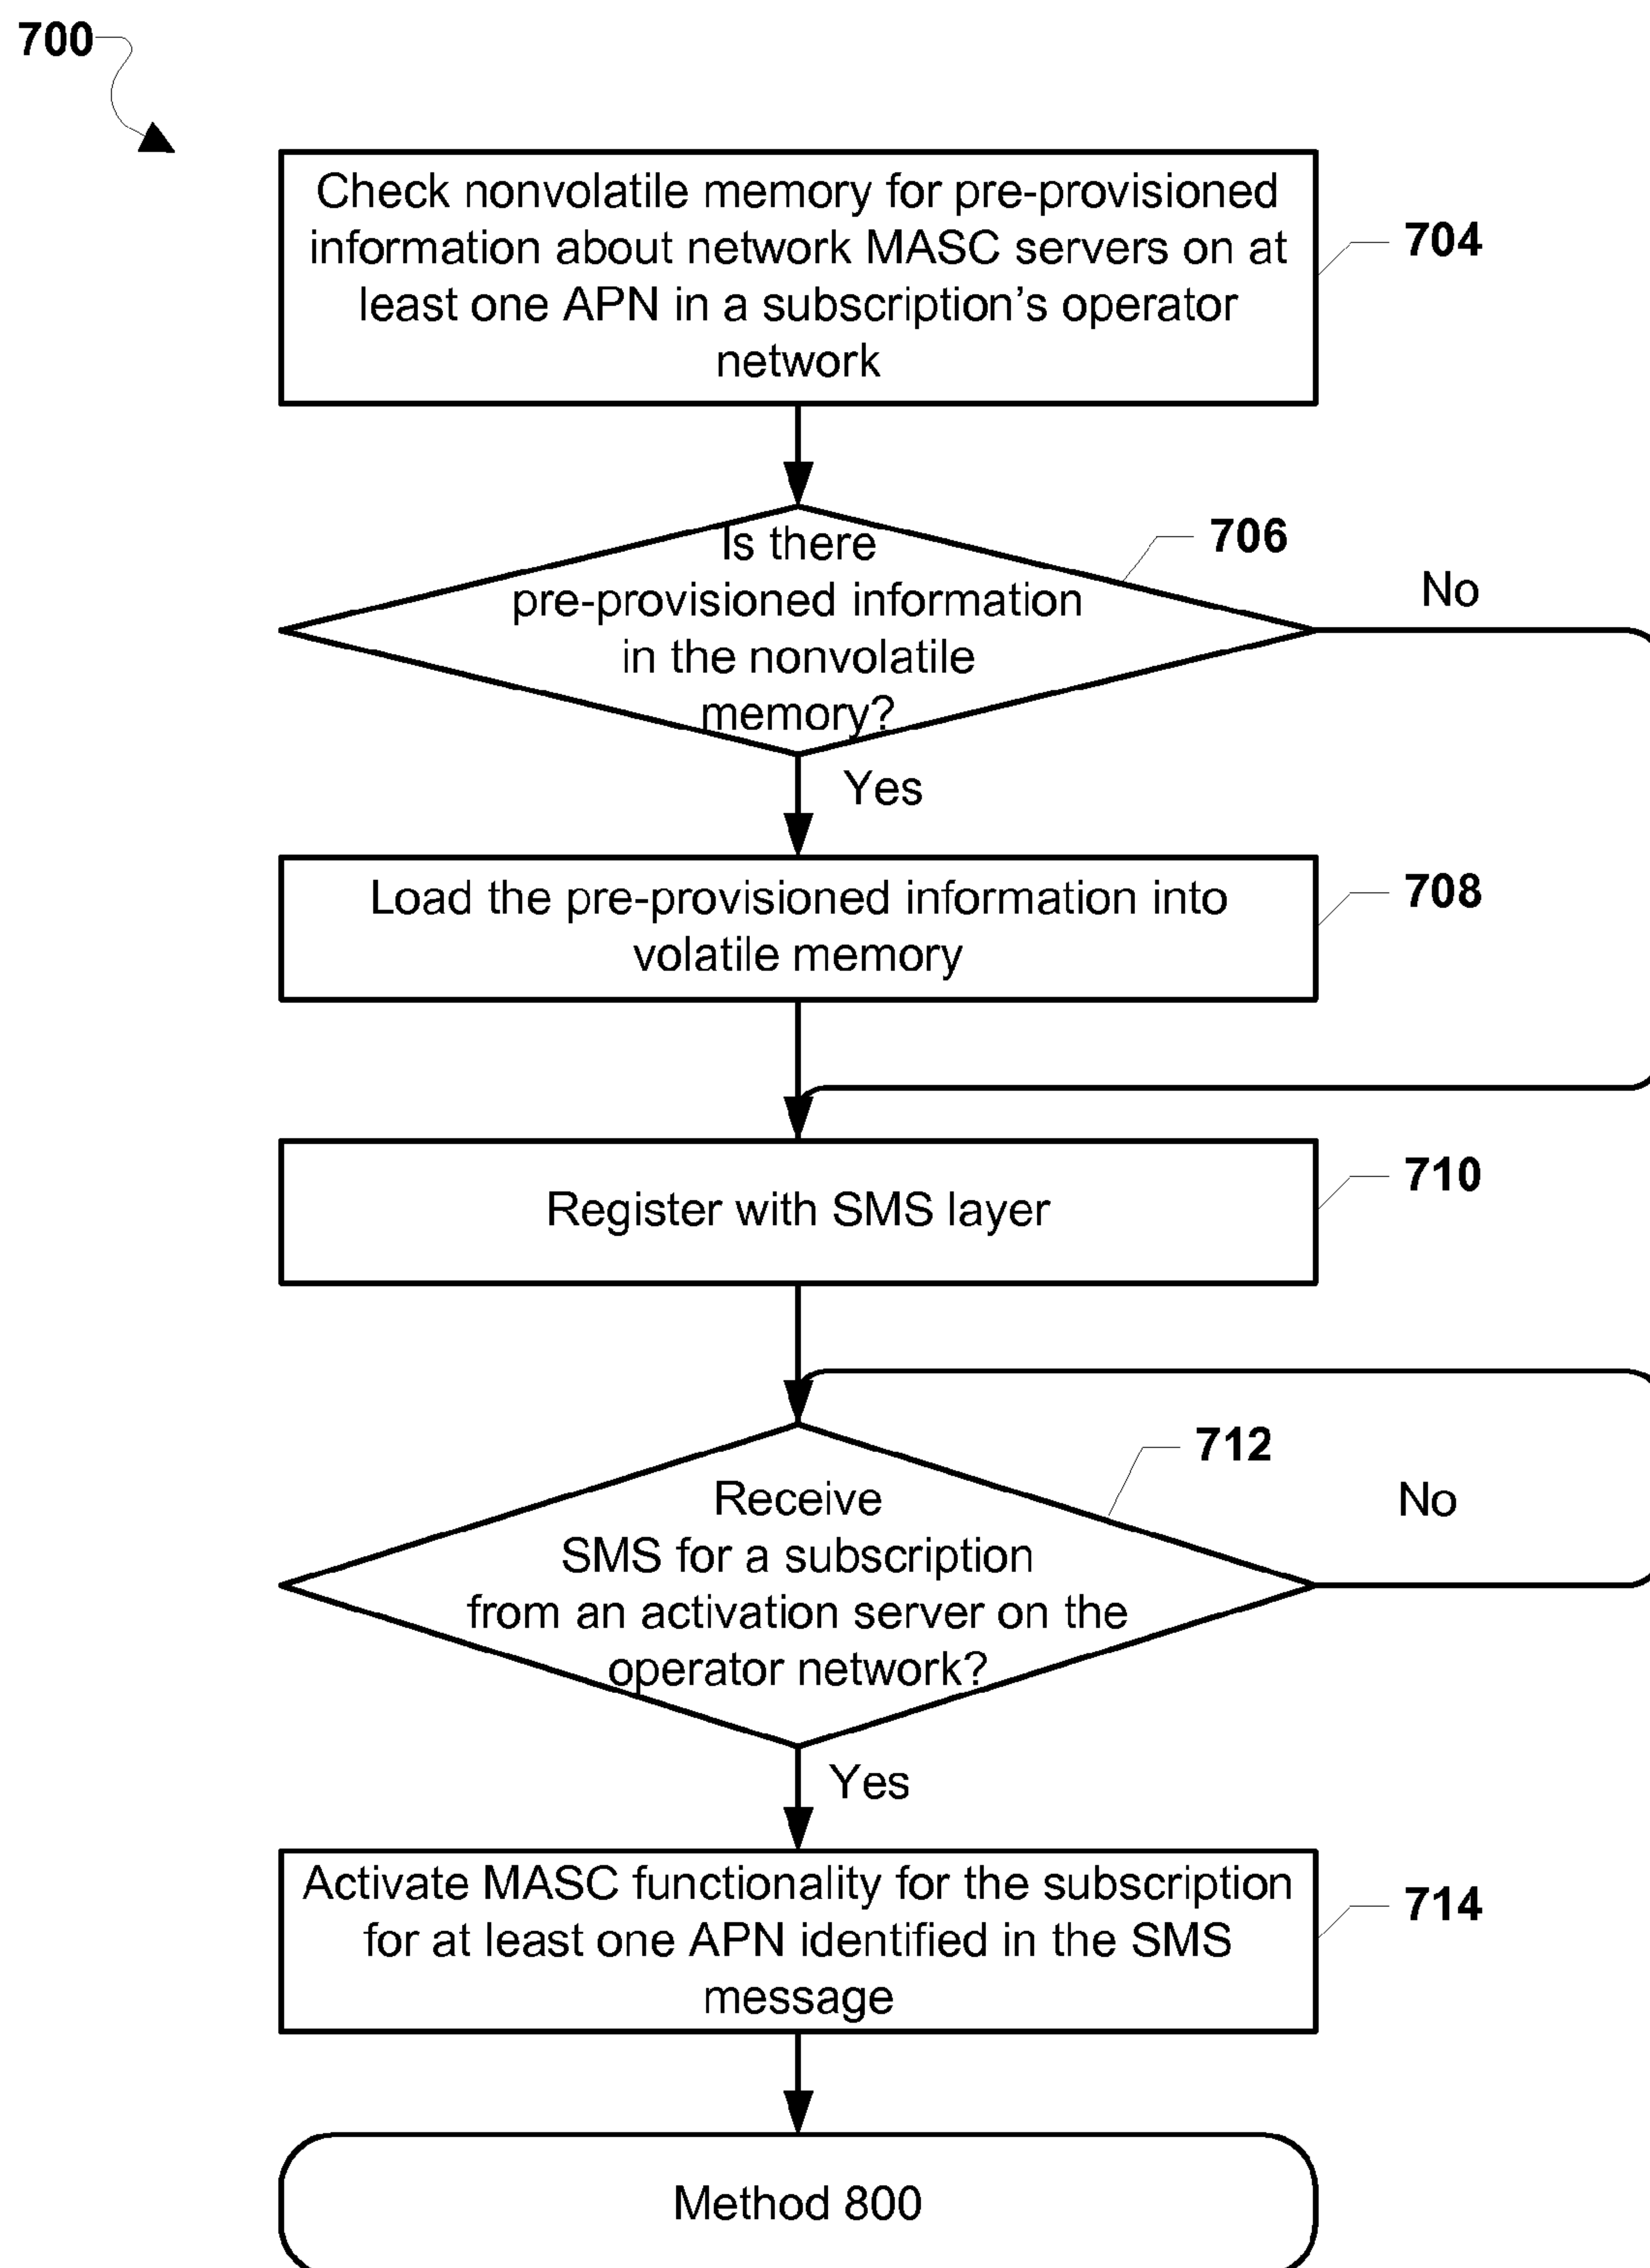 700
Check nonvolatile memory for pre-provisioned
information about network MASC servers on at
least one APN in a subscription's operator
network
704
Is there
pre-provisioned information
in the nonvolatile
memory?
706
No
Yes
Load the pre-provisioned information into
volatile memory
708
Register with SMS layer
710
Receive
SMS for a subscription
from an activation server on the
operator network?
712
No
Yes
Activate MASC functionality for the subscription
for at least one APN identified in the SMS
message
714
Method 800